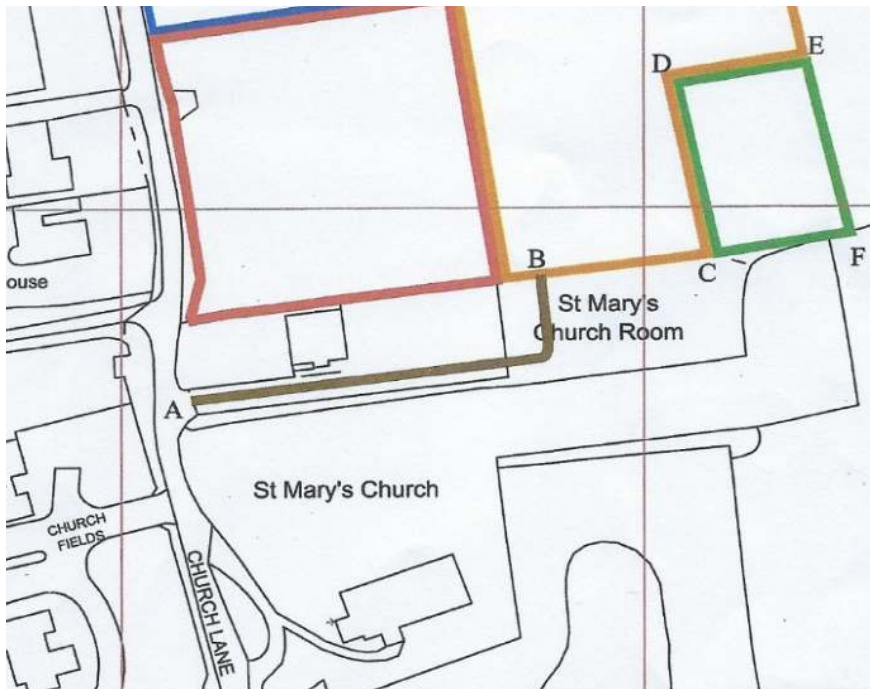 E
D
B
C
F
ouse
St Mary's
Church Room
A
St Mary's Church
CHURCH
FIELDS
CHURCH LANE